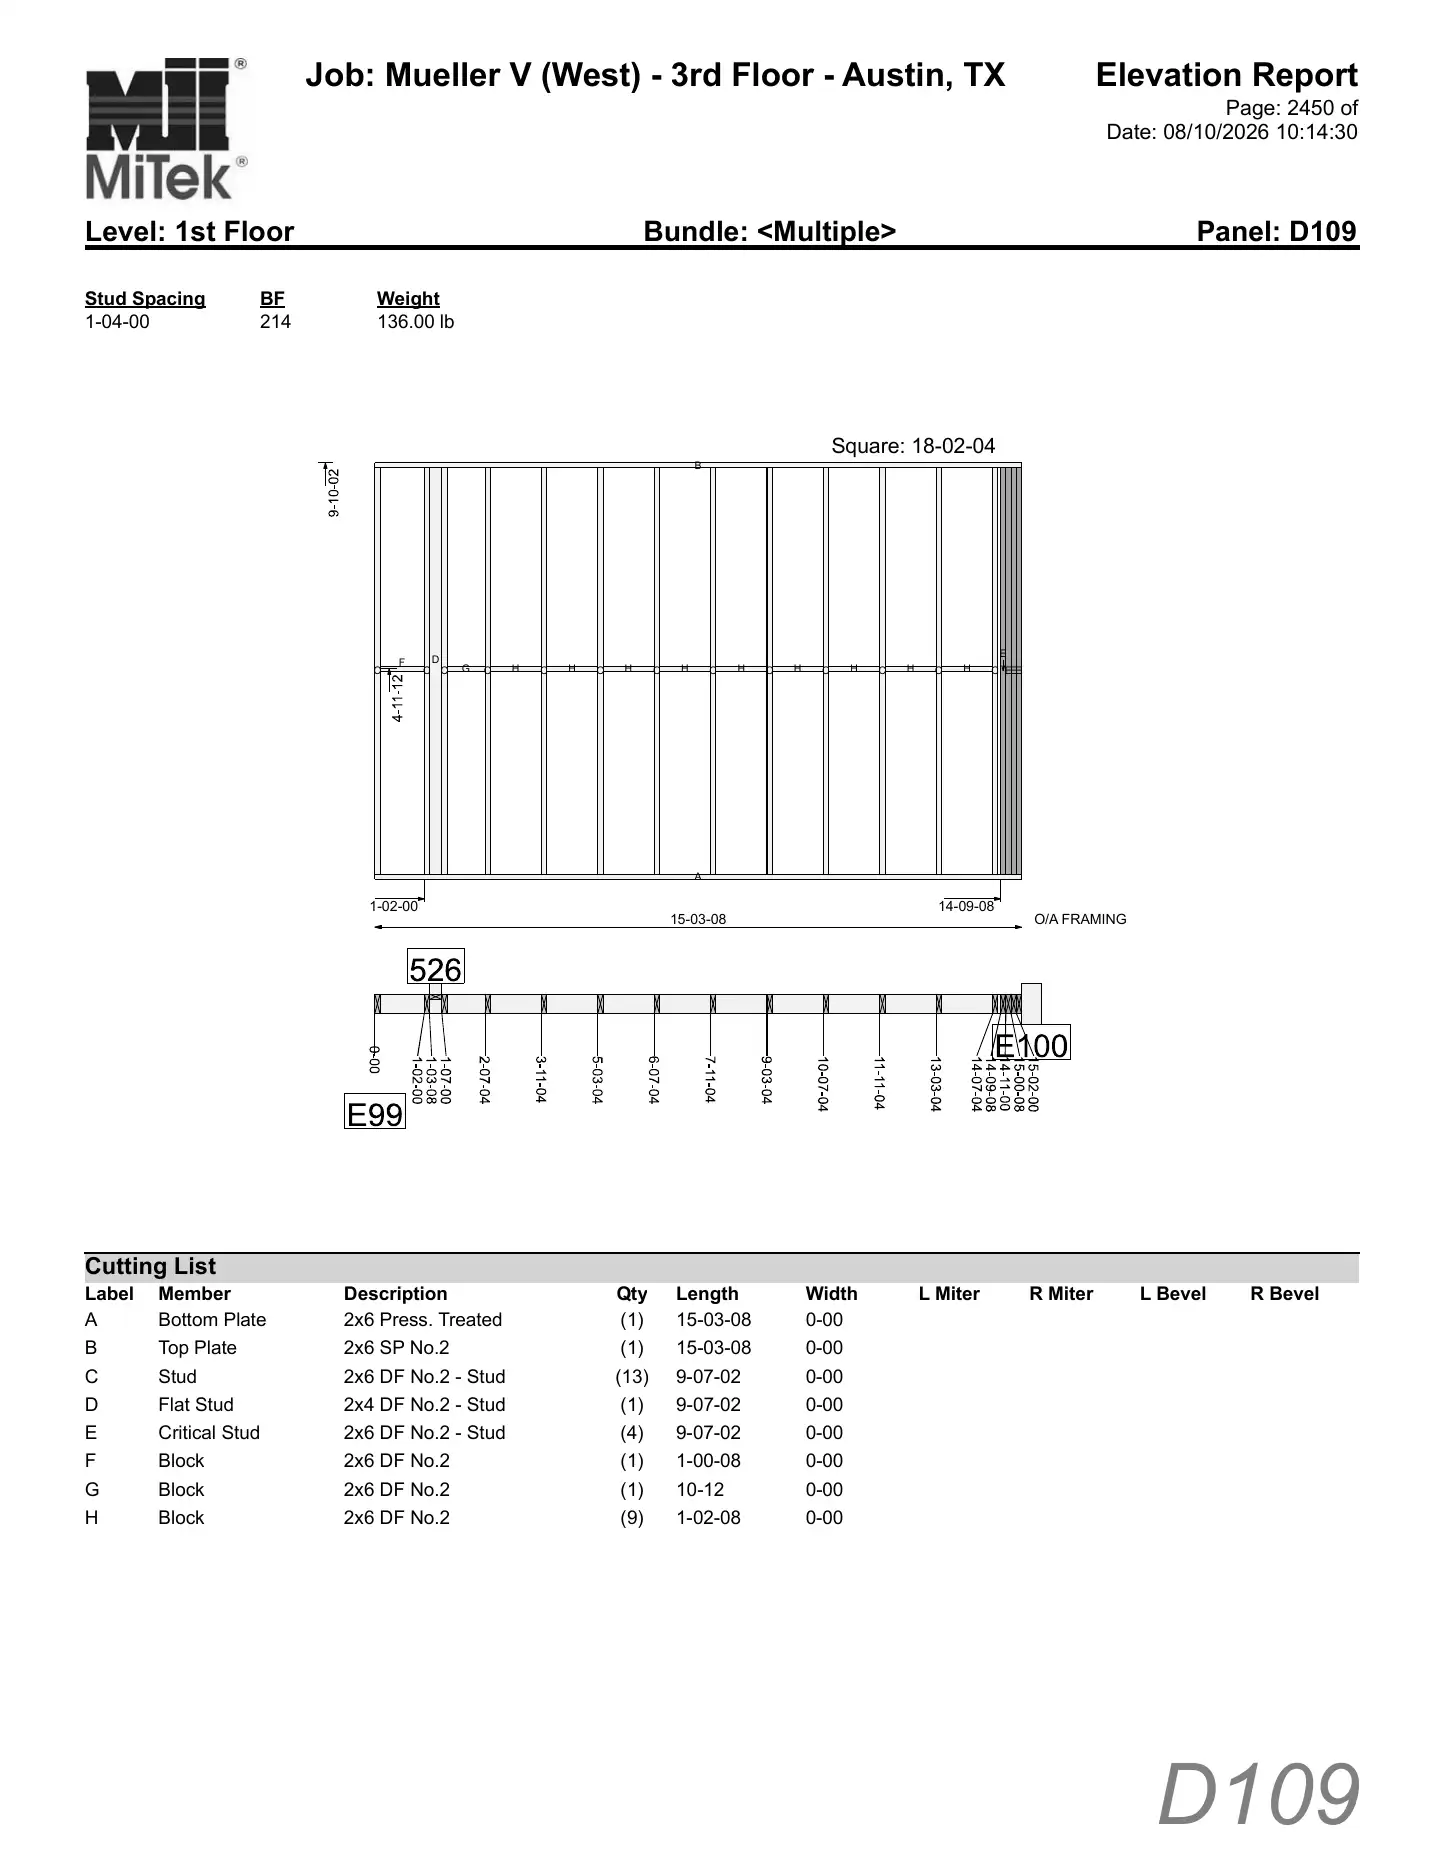 MiTek®
Job: Mueller V (West) - 3rd Floor - Austin, TX
Elevation Report
Page: 2450 of
Date: 08/10/2026 10:14:30
Level: 1st Floor
Bundle: <Multiple>
Panel: D109
Stud Spacing BF Weight
1-04-00 214 136.00 lb
Square: 18-02-04
B
9-10-02
F D G H H H H H H H H H E
4-11-12
A
1-02-00 14-09-08
15-03-08 O/A FRAMING
526
E100
0-00 1-02-00 1-03-08 1-07-00 2-07-04 3-11-04 5-03-04 6-07-04 7-11-04 9-03-04 10-07-04 11-11-04 13-03-04 14-07-04 14-09-08 14-11-00 15-00-08 15-02-00
E99
Cutting List
Label Member Description Qty Length Width L Miter R Miter L Bevel R Bevel
A Bottom Plate 2x6 Press. Treated (1) 15-03-08 0-00
B Top Plate 2x6 SP No.2 (1) 15-03-08 0-00
C Stud 2x6 DF No.2 - Stud (13) 9-07-02 0-00
D Flat Stud 2x4 DF No.2 - Stud (1) 9-07-02 0-00
E Critical Stud 2x6 DF No.2 - Stud (4) 9-07-02 0-00
F Block 2x6 DF No.2 (1) 1-00-08 0-00
G Block 2x6 DF No.2 (1) 10-12 0-00
H Block 2x6 DF No.2 (9) 1-02-08 0-00
D109